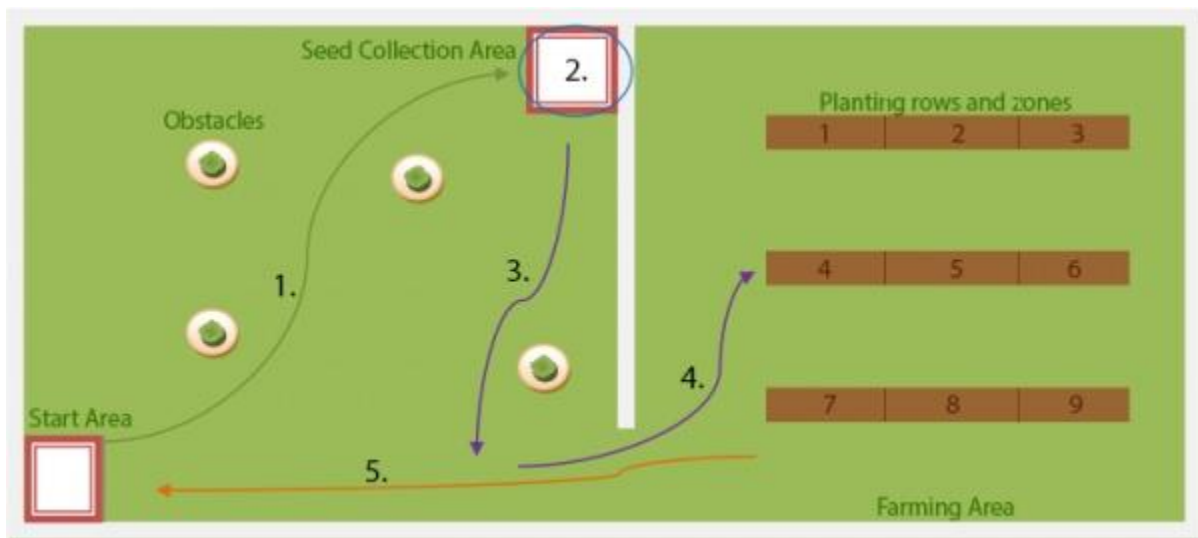 Seed Collection Area
2.
Planting rows and zones
Obstacles
1 2 3
3.
4 5 6
1.
4.
7 8 9
Start Area
5.
Farming Area